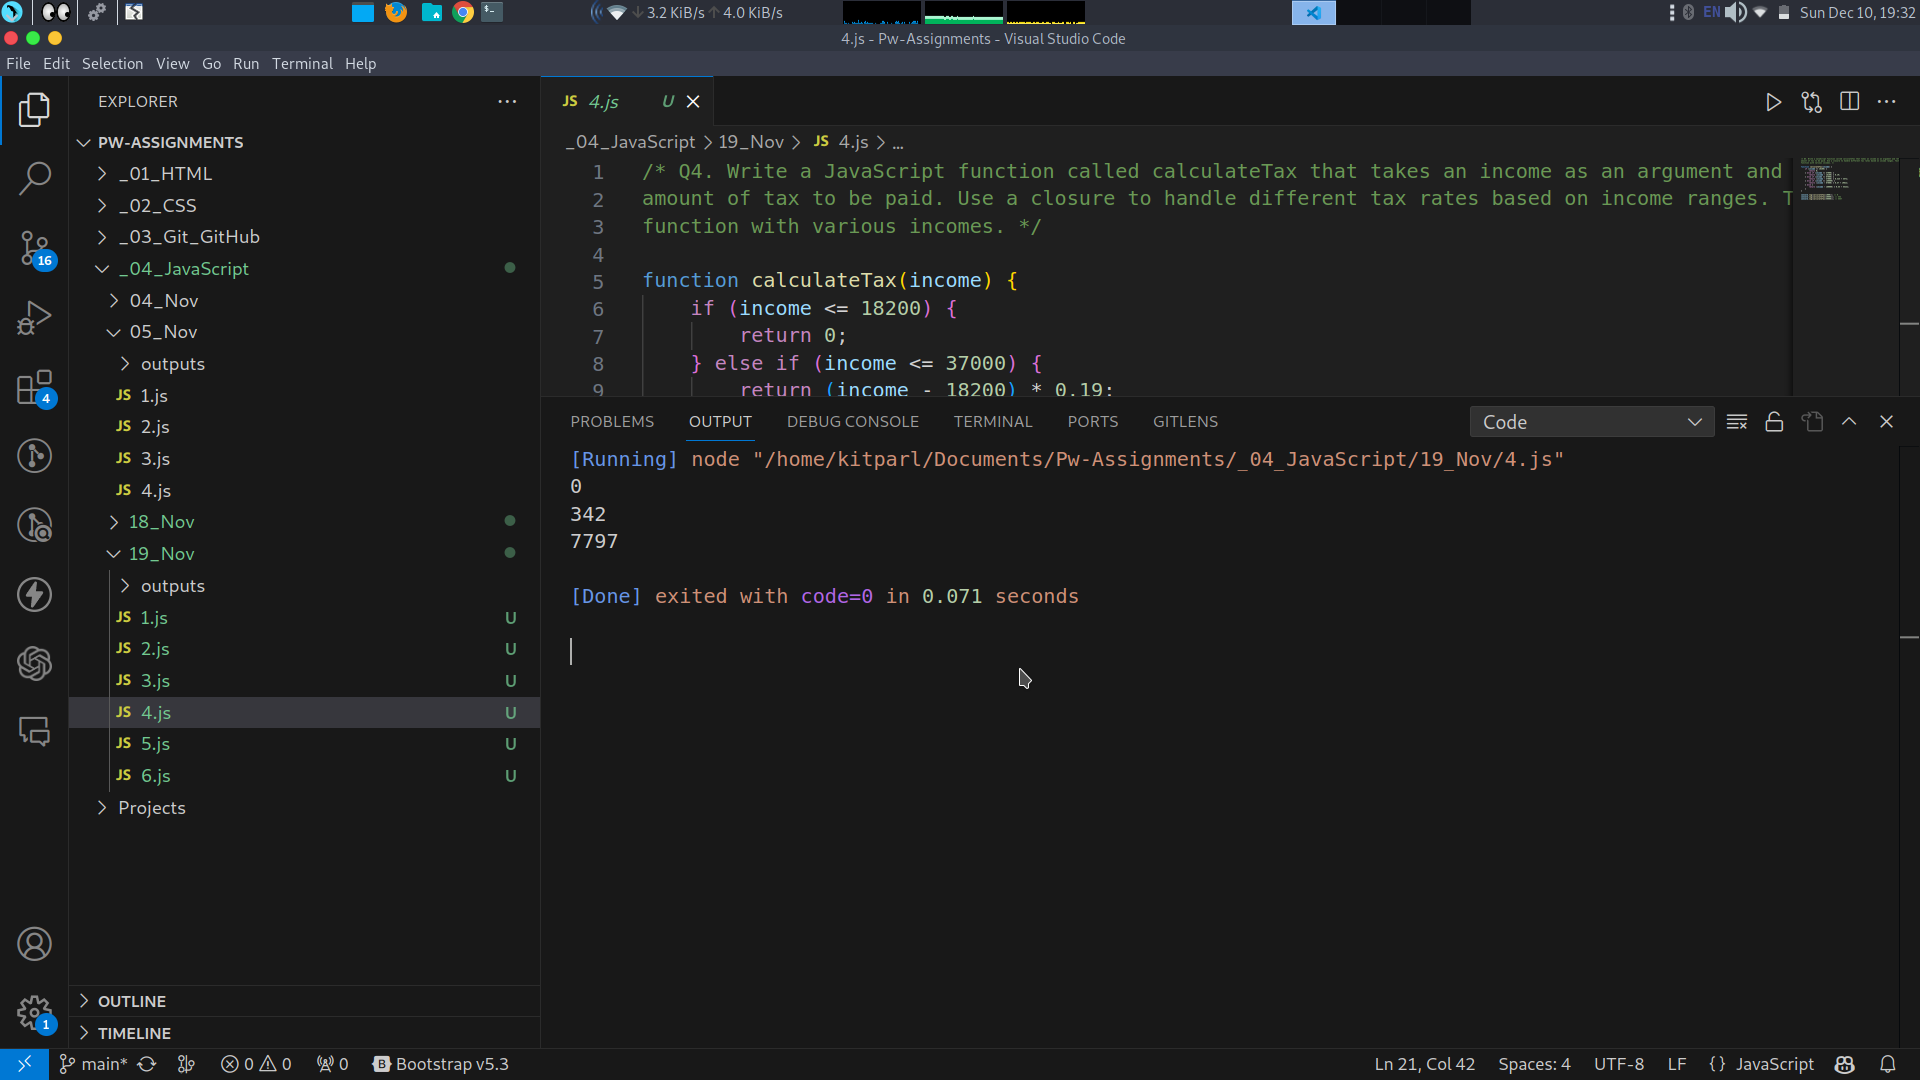 3.2 KiB/s 4.0 KiB/s EN Sun Dec 10, 19:32
4.js - Pw-Assignments - Visual Studio Code
File Edit Selection View Go Run Terminal Help
EXPLORER
PW-ASSIGNMENTS
_01_HTML
_02_CSS
_03_Git_GitHub
_04_JavaScript
04_Nov
05_Nov
outputs
JS 1.js
JS 2.js
JS 3.js
JS 4.js
18_Nov
19_Nov
outputs
JS 1.js U
JS 2.js U
JS 3.js U
JS 4.js U
JS 5.js U
JS 6.js U
Projects
OUTLINE
TIMELINE
16
4
1
JS 4.js U
_04_JavaScript > 19_Nov > JS 4.js > ...
1 /* Q4. Write a JavaScript function called calculateTax that takes an income as an argument and
2 amount of tax to be paid. Use a closure to handle different tax rates based on income ranges. T
3 function with various incomes. */
4
5 function calculateTax(income) {
6 if (income <= 18200) {
7 return 0;
8 } else if (income <= 37000) {
9 return (income - 18200) * 0.19;
PROBLEMS OUTPUT DEBUG CONSOLE TERMINAL PORTS GITLENS Code
[Running] node "/home/kitparl/Documents/Pw-Assignments/_04_JavaScript/19_Nov/4.js"
0
342
7797
[Done] exited with code=0 in 0.071 seconds
main* 0 0 0 B Bootstrap v5.3 Ln 21, Col 42 Spaces: 4 UTF-8 LF {} JavaScript